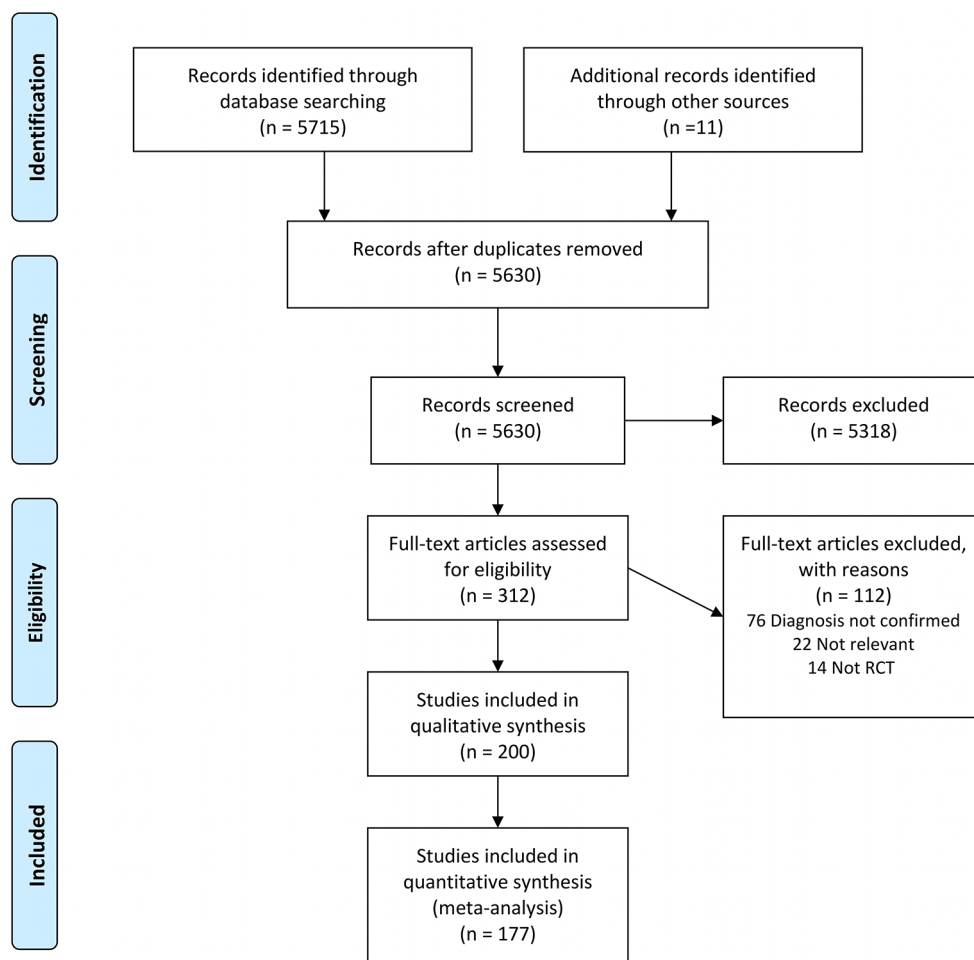 Identification
Records identified through
database searching
(n = 5715)
Additional records identified
through other sources
(n =11)
Records after duplicates removed
(n = 5630)
Screening
Records screened
(n = 5630)
Records excluded
(n = 5318)
Eligibility
Full-text articles assessed
for eligibility
(n = 312)
Full-text articles excluded,
with reasons
(n = 112)
76 Diagnosis not confirmed
22 Not relevant
14 Not RCT
Studies included in
qualitative synthesis
(n = 200)
Included
Studies included in
quantitative synthesis
(meta-analysis)
(n = 177)